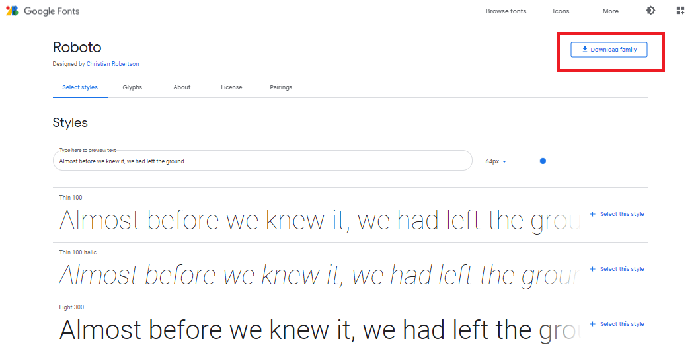 Google Fonts
Browse fonts
Icons
More
Roboto
Download family
Designed by Christian Robertson
Select styles
Glyphs
About
License
Pairings
Styles
Type here to preview text
Almost before we knew it, we had left the ground.
64px
Thin 100
Almost before we knew it, we had left the grou
Select this style
Thin 100 italic
Almost before we knew it, we had left the groun
Select this style
Light 300
Almost before we knew it, we had left the grou
Select this style